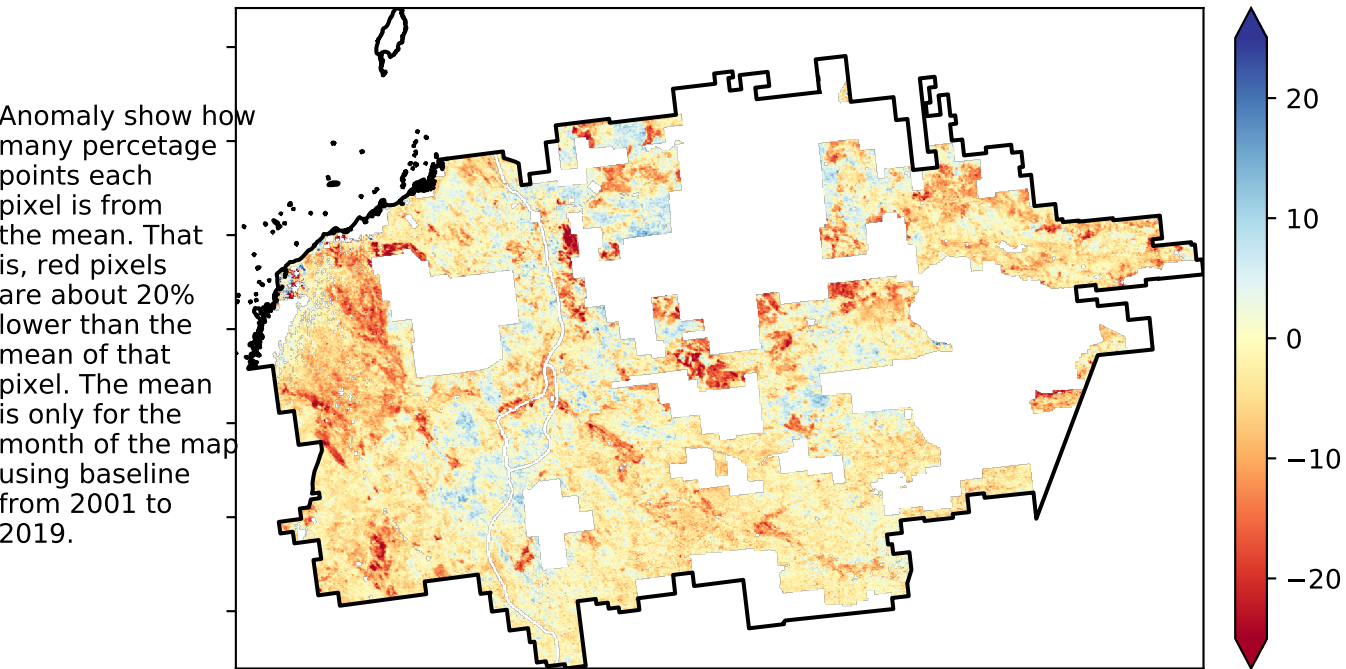 Anomaly show how
many percetage
points each
pixel is from
the mean. That
is, red pixels
are about 20%
lower than the
mean of that
pixel. The mean
is only for the
month of the map
using baseline
from 2001 to
2019.
20
10
0
−10
−20